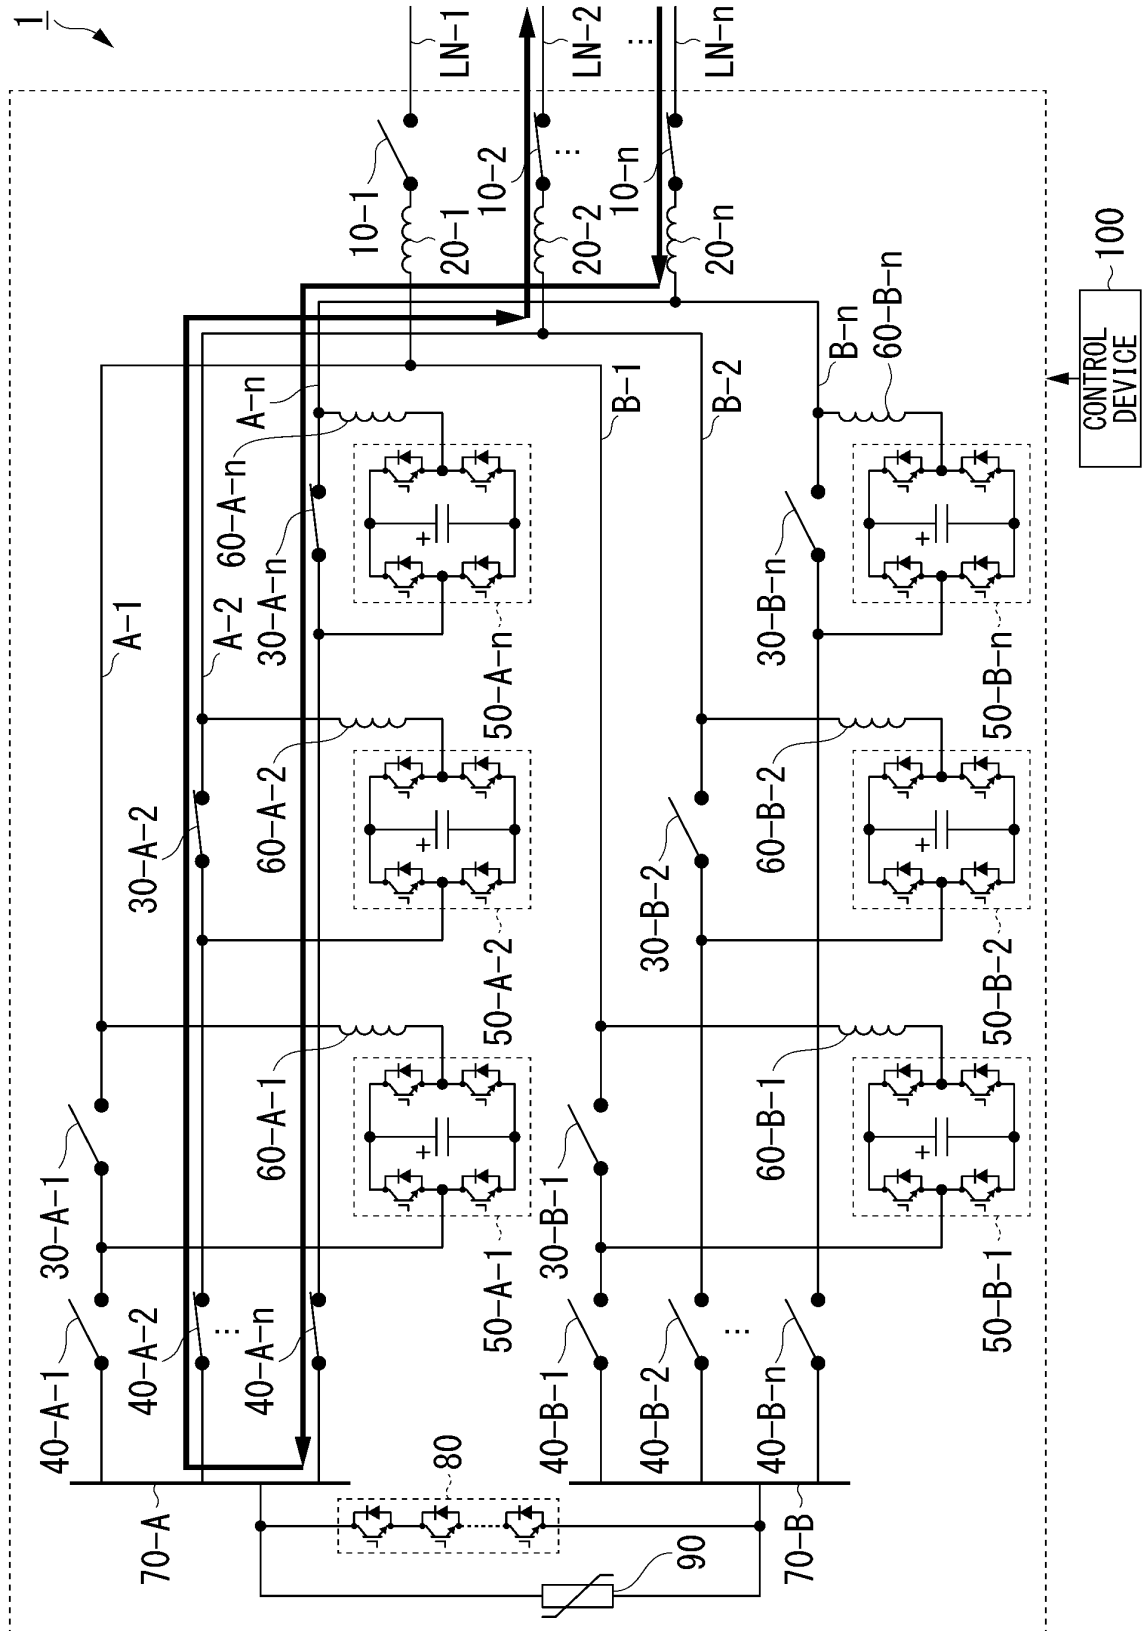 1
LN-1
LN-2
...
LN-n
10-1
10-2
...
10-n
20-1
20-2
20-n
100
CONTROL
DEVICE
A-1
A-2
A-n
B-1
B-2
B-n
60-A-n
60-B-n
30-A-n
30-B-n
50-A-n
50-B-n
30-A-2
60-A-2
30-B-2
60-B-2
50-A-2
50-B-2
30-A-1
60-A-1
30-B-1
60-B-1
50-A-1
50-B-1
40-A-1
40-A-2
...
40-A-n
40-B-1
40-B-2
...
40-B-n
70-A
80
90
70-B
+
+
+
+
+
+